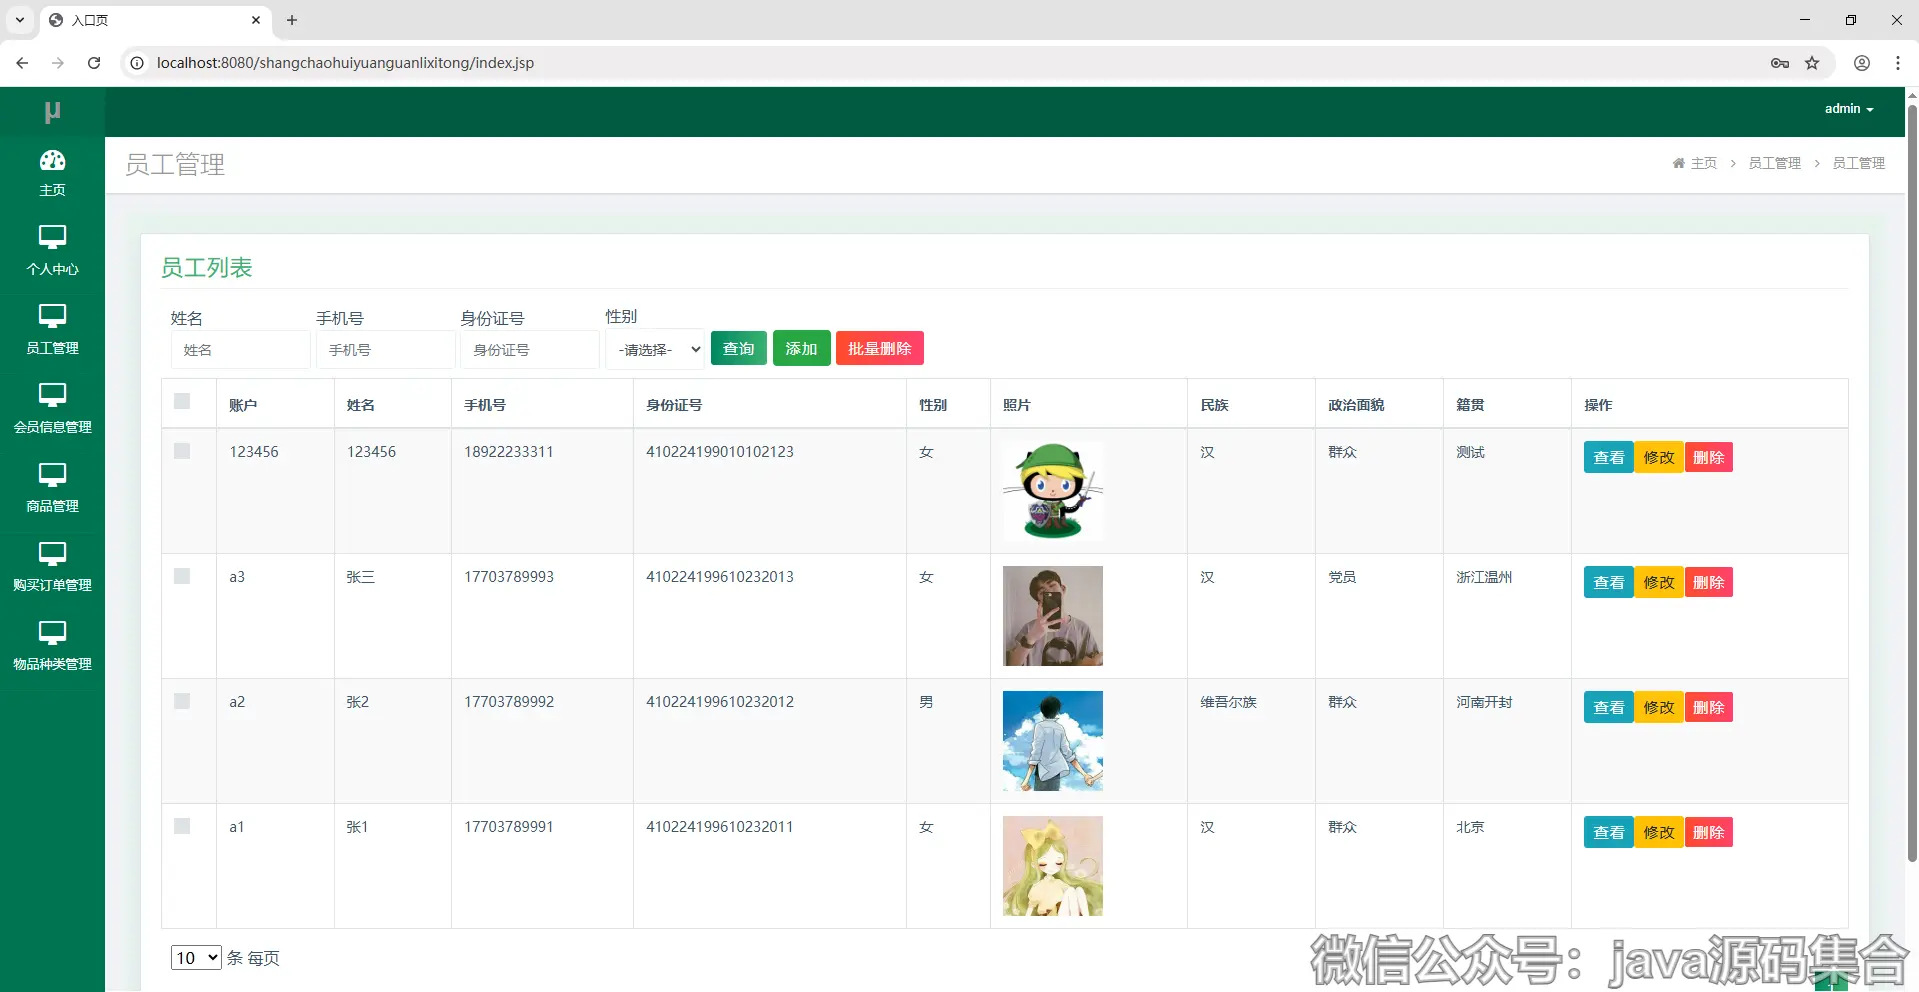 入口页
localhost:8080/shangchaohuiyuanguanlixitong/index.jsp
μ
admin
主页
个人中心
员工管理
会员信息管理
商品管理
购买订单管理
物品种类管理
员工管理
主页 > 员工管理 > 员工管理
员工列表
姓名 手机号 身份证号 性别
姓名 手机号 身份证号 -请选择- 查询 添加 批量删除
账户 姓名 手机号 身份证号 性别 照片 民族 政治面貌 籍贯 操作
123456 123456 18922233311 410224199010102123 女 汉 群众 测试 查看 修改 删除
a3 张三 17703789993 410224199610232013 女 汉 党员 浙江温州 查看 修改 删除
a2 张2 17703789992 410224199610232012 男 维吾尔族 群众 河南开封 查看 修改 删除
a1 张1 17703789991 410224199610232011 女 汉 群众 北京 查看 修改 删除
10 条 每页
1
微信公众号：java源码集合